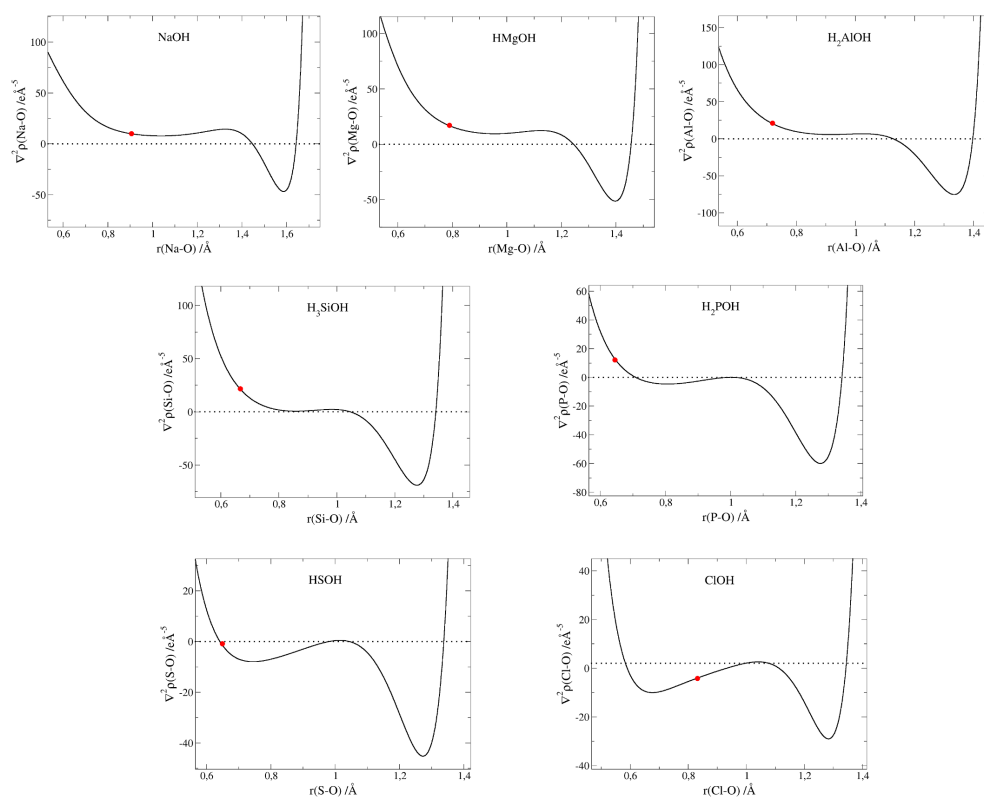 NaOH
100
50
0
-50
∇²ρ(Na-O) /eÅ⁻⁵
0,6 0,8 1 1,2 1,4 1,6
r(Na-O) /Å
HMgOH
100
50
0
-50
∇²ρ(Mg-O) /eÅ⁻⁵
0,6 0,8 1 1,2 1,4
r(Mg-O) /Å
H₂AlOH
150
100
50
0
-50
-100
∇²ρ(Al-O) /eÅ⁻⁵
0,6 0,8 1 1,2 1,4
r(Al-O) /Å
H₃SiOH
100
50
0
-50
∇²ρ(Si-O) /eÅ⁻⁵
0,6 0,8 1 1,2 1,4
r(Si-O) /Å
H₂POH
60
40
20
0
-20
-40
-60
-80
∇²ρ(P-O) /eÅ⁻⁵
0,6 0,8 1 1,2 1,4
r(P-O) /Å
HSOH
20
0
-20
-40
∇²ρ(S-O) /eÅ⁻⁵
0,6 0,8 1 1,2 1,4
r(S-O) /Å
ClOH
40
20
0
-20
-40
∇²ρ(Cl-O) /eÅ⁻⁵
0,6 0,8 1 1,2 1,4
r(Cl-O) /Å